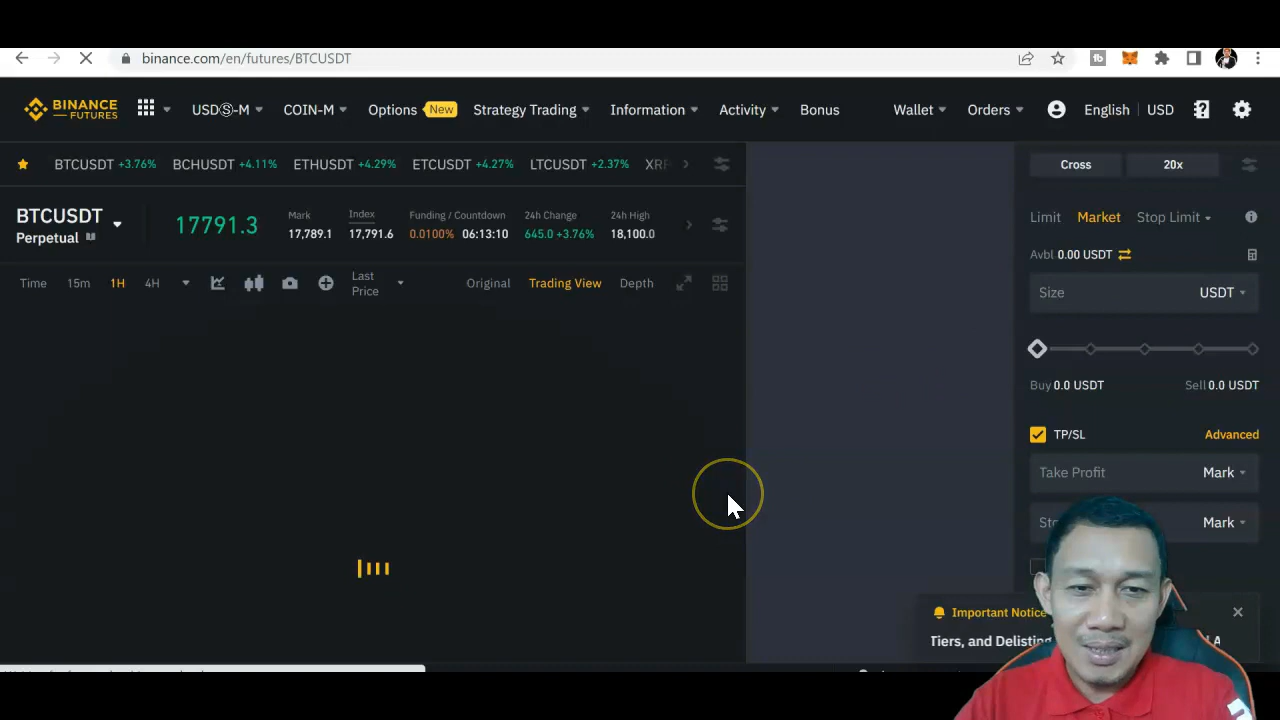 binance.com/en/futures/BTCUSDT
BINANCE FUTURES USDⓈ-M COIN-M Options New Strategy Trading Information Activity Bonus Wallet Orders English USD
BTCUSDT +3.76% BCHUSDT +4.11% ETHUSDT +4.29% ETCUSDT +4.27% LTCUSDT +2.37%
Cross 20x
BTCUSDT
Perpetual
17791.3
Mark
17,789.1
Index
17,791.6
Funding / Countdown
0.0100% 06:13:10
24h Change
645.0 +3.76%
24h High
18,100.0
Time 15m 1H 4H Last Price Original Trading View Depth
Limit Market Stop Limit
Avbl 0.00 USDT
Size USDT
Buy 0.0 USDT Sell 0.0 USDT
TP/SL Advanced
Take Profit Mark
Mark
Important Notice
Tiers, and Delisting